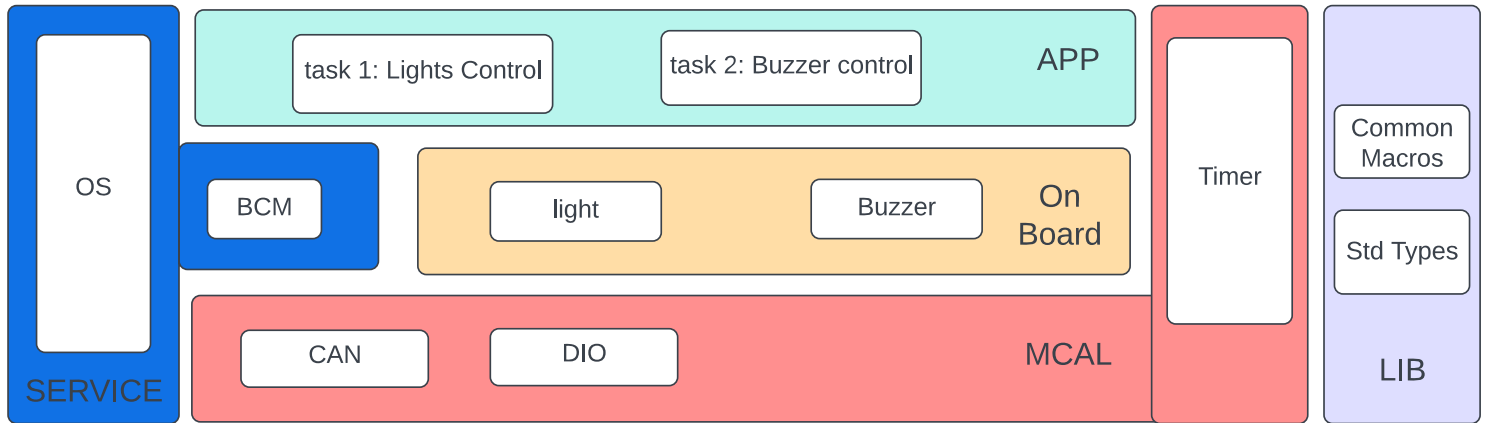 OS
SERVICE
BCM
task 1: Lights Control
task 2: Buzzer control
APP
light
Buzzer
On
Board
CAN
DIO
MCAL
Timer
Common
Macros
Std Types
LIB